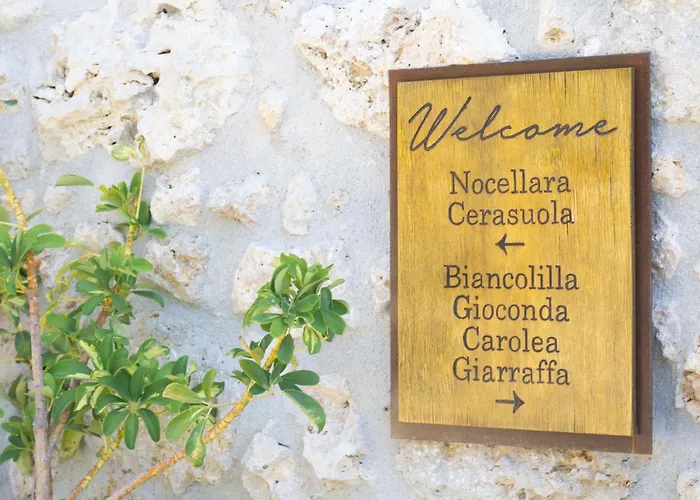 Welcome
Nocellara
Cerasuola
←
Biancolilla
Gioconda
Carolea
Giarraffa
→